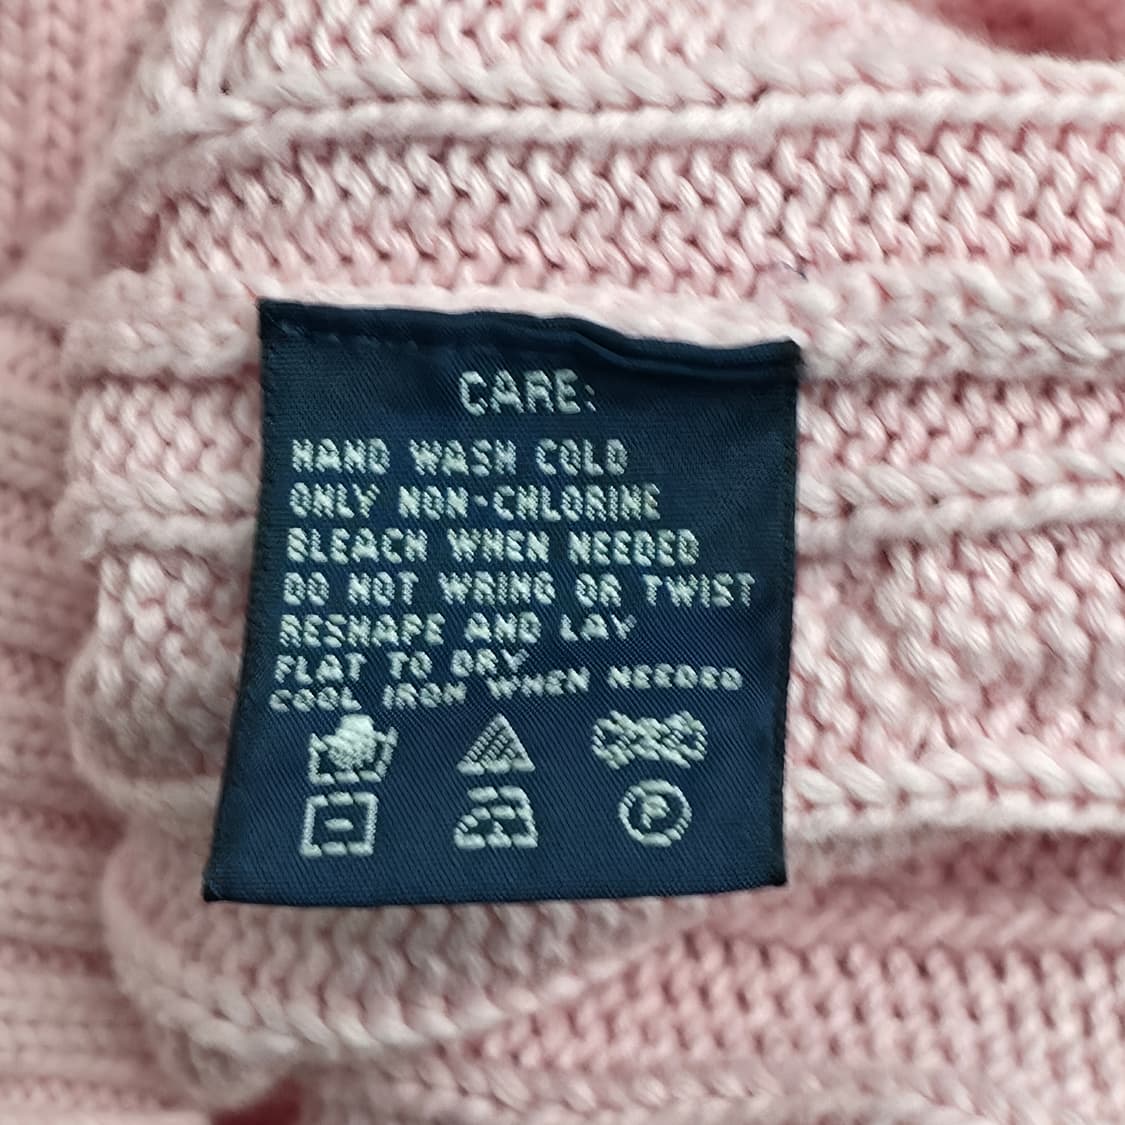 CARE:
HAND WASH COLD
ONLY NON-CHLORINE
BLEACH WHEN NEEDED
DO NOT WRING OR TWIST
RESHAPE AND LAY
FLAT TO DRY
COOL IRON WHEN NEEDED
P